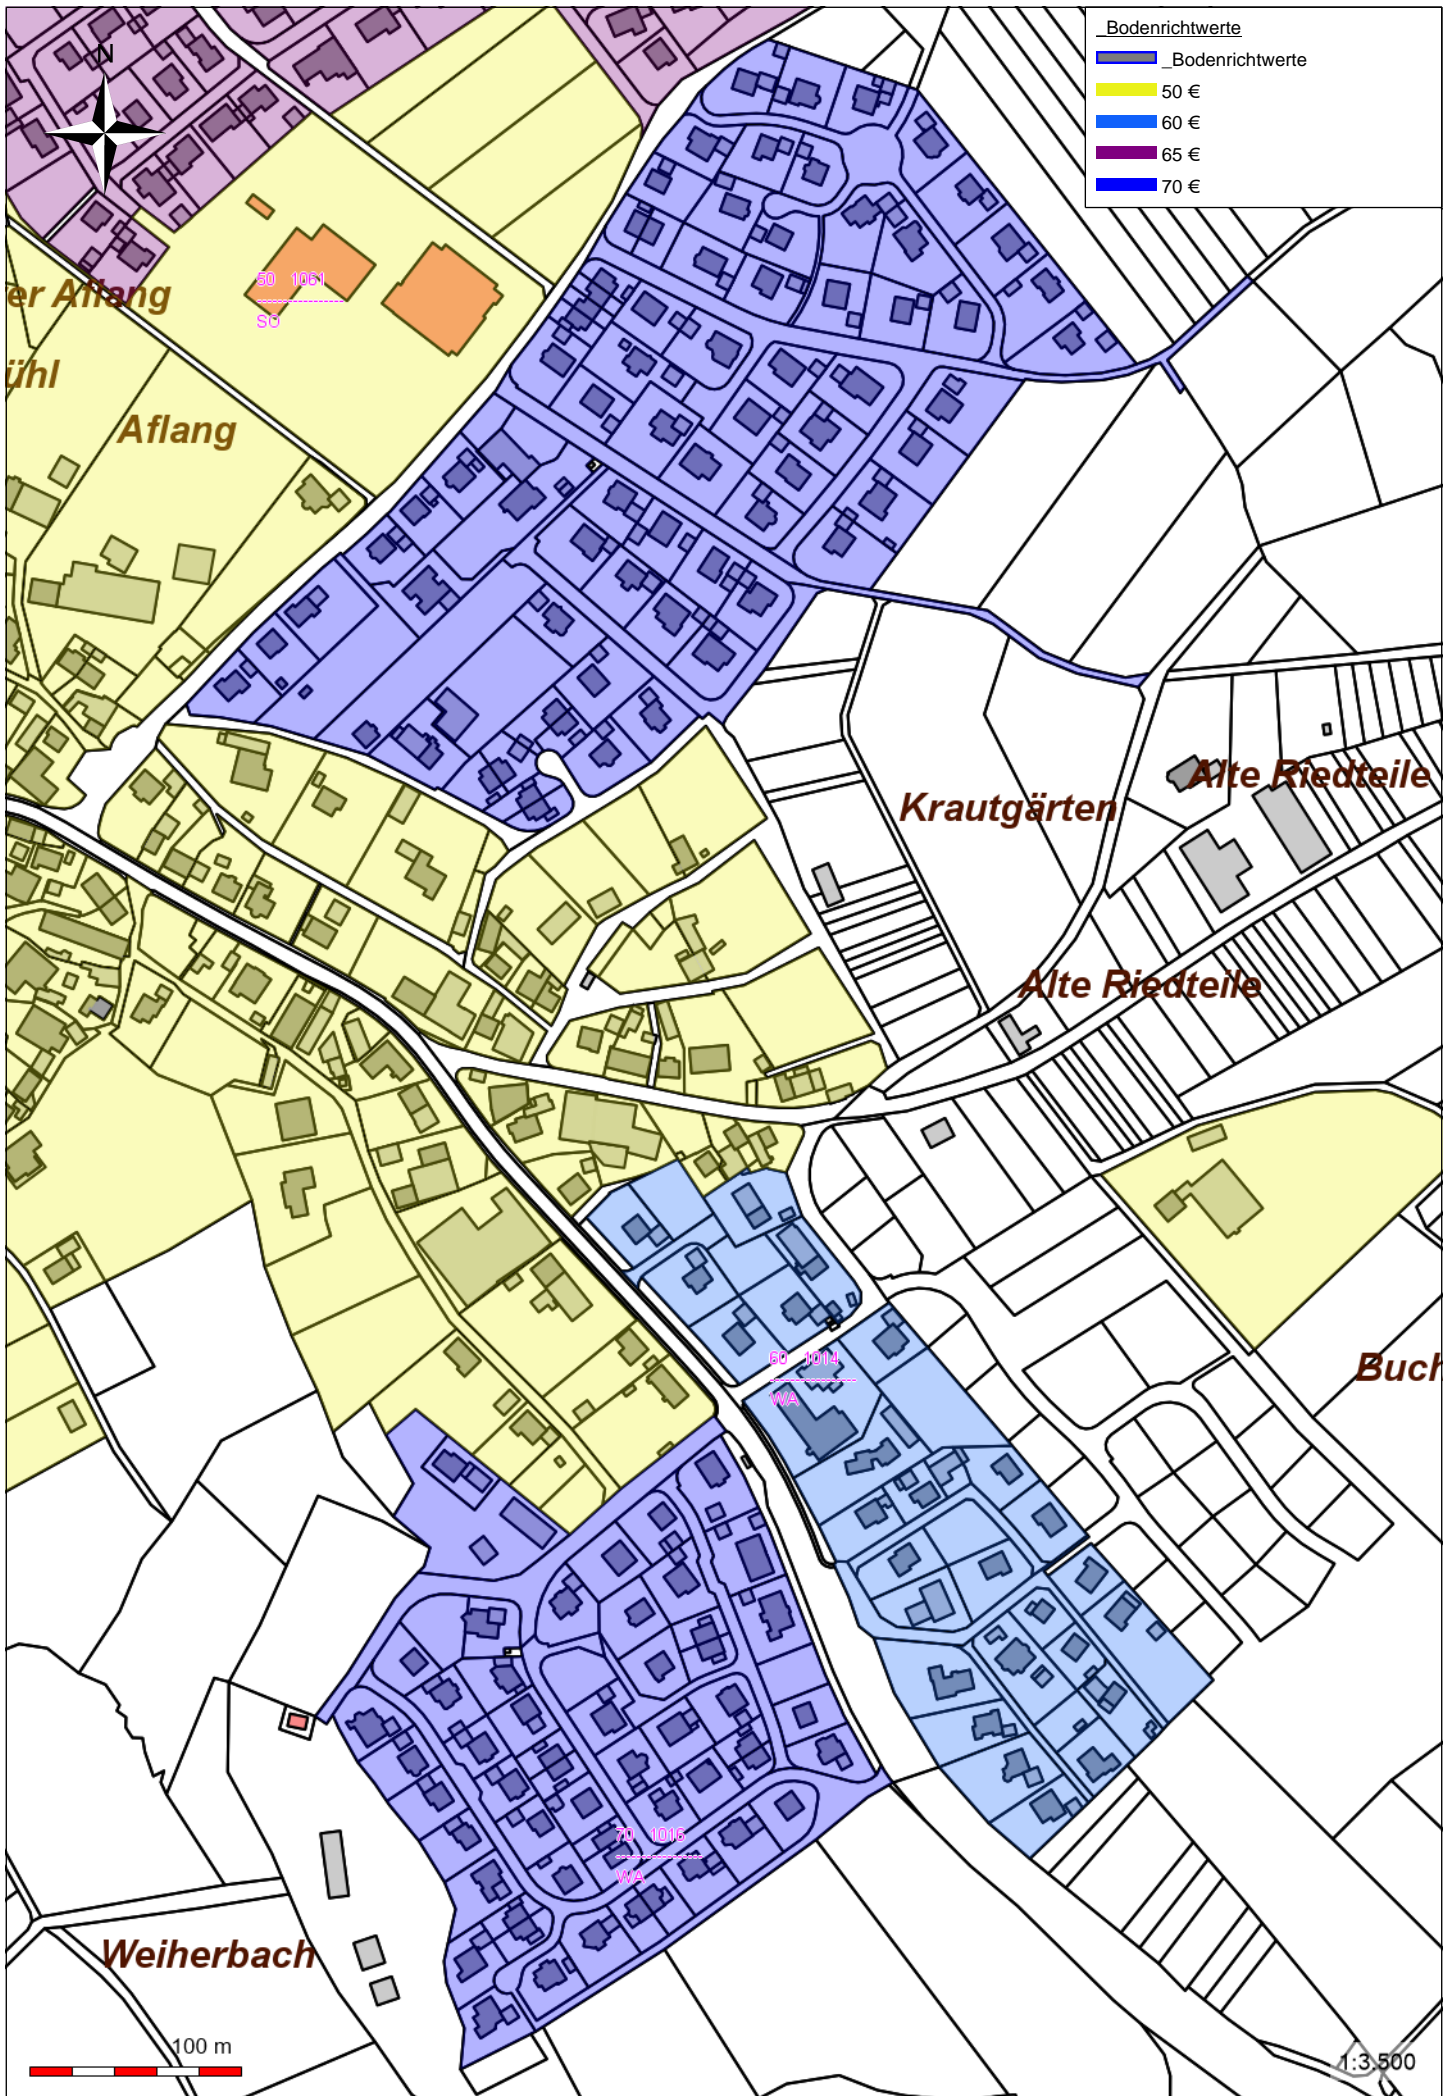 _Bodenrichtwerte
_Bodenrichtwerte
50 €
60 €
65 €
70 €
N
50 1061
SO
er Aflang
ühl
Aflang
Alte Riedteile
Krautgärten
Alte Riedteile
60 1014
WA
Buch
70 1016
WA
Weiherbach
100 m
1:3.500